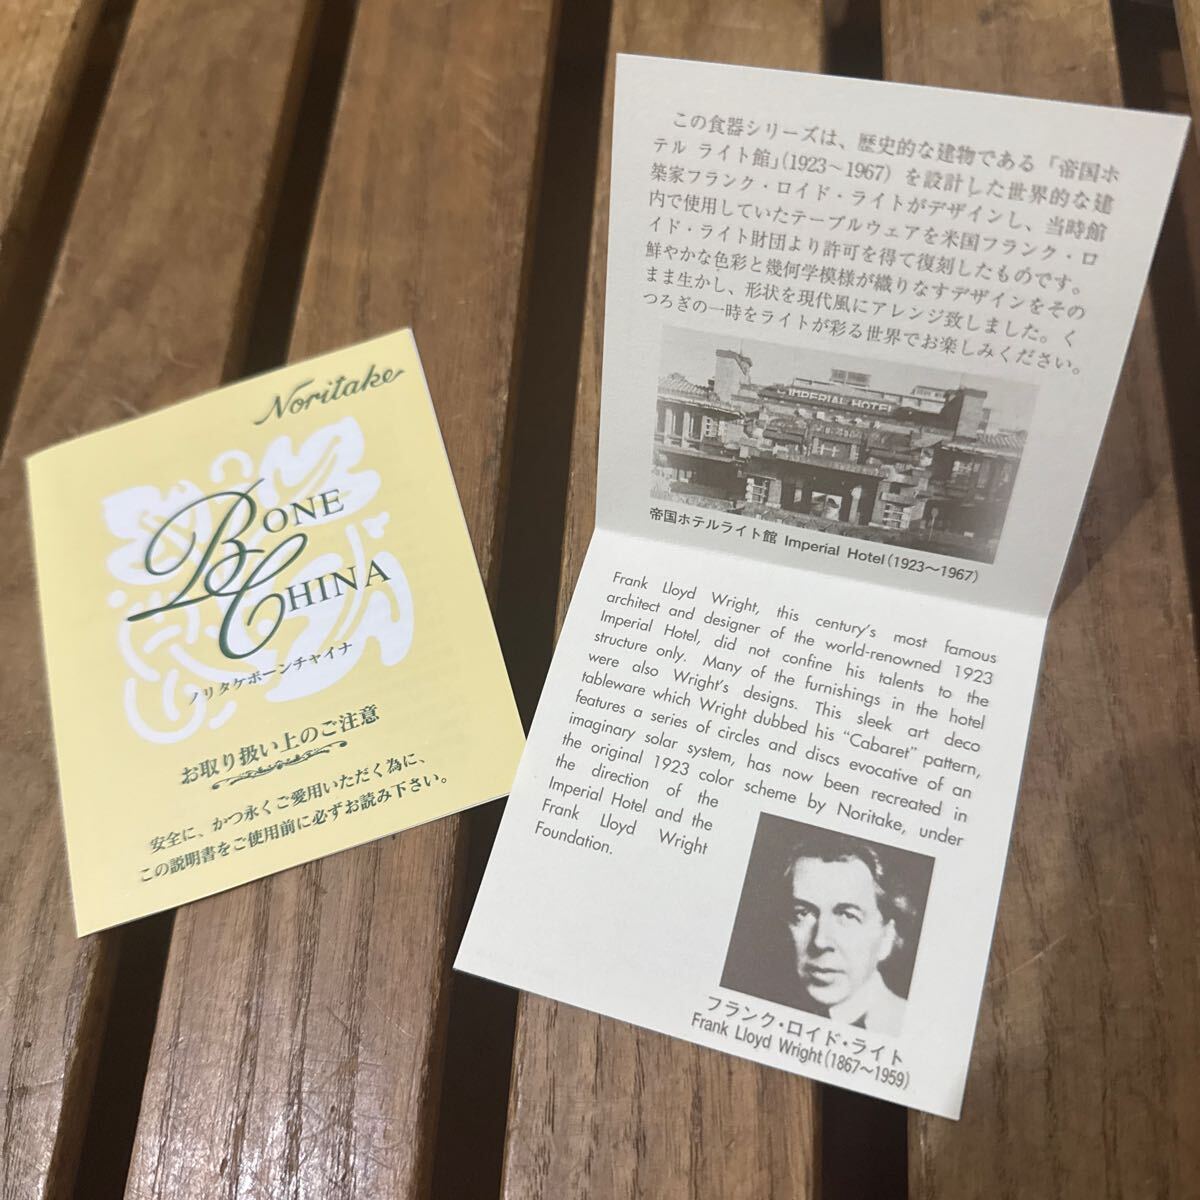 Noritake
BONE
CHINA
ノリタケボーンチャイナ
お取り扱い上のご注意
安全に、かつ永くご愛用いただく為に、
この説明書をご使用前に必ずお読み下さい。
この食器シリーズは、歴史的な建物である「帝国ホ
テル ライト館」(1923〜1967) を設計した世界的な建
築家フランク・ロイド・ライトがデザインし、当時館
内で使用していたテーブルウェアを米国フランク・ロ
イド・ライト財団より許可を得て復刻したものです。
鮮やかな色彩と幾何学模様が織りなすデザインをその
まま生かし、形状を現代風にアレンジ致しました。く
つろぎの一時をライトが彩る世界でお楽しみください。
IMPERIAL HOTEL
帝国ホテルライト館 Imperial Hotel (1923〜1967)
Frank Lloyd Wright, this century's most famous
architect and designer of the world-renowned 1923
Imperial Hotel, did not confine his talents to the
structure only. Many of the furnishings in the hotel
were also Wright's designs. This sleek art deco
tableware which Wright dubbed his “Cabaret” pattern,
features a series of circles and discs evocative of an
imaginary solar system, has now been recreated in
the original 1923 color scheme by Noritake, under
the direction of the
Imperial Hotel and the
Frank Lloyd Wright
Foundation.
フランク・ロイド・ライト
Frank Lloyd Wright (1867〜1959)